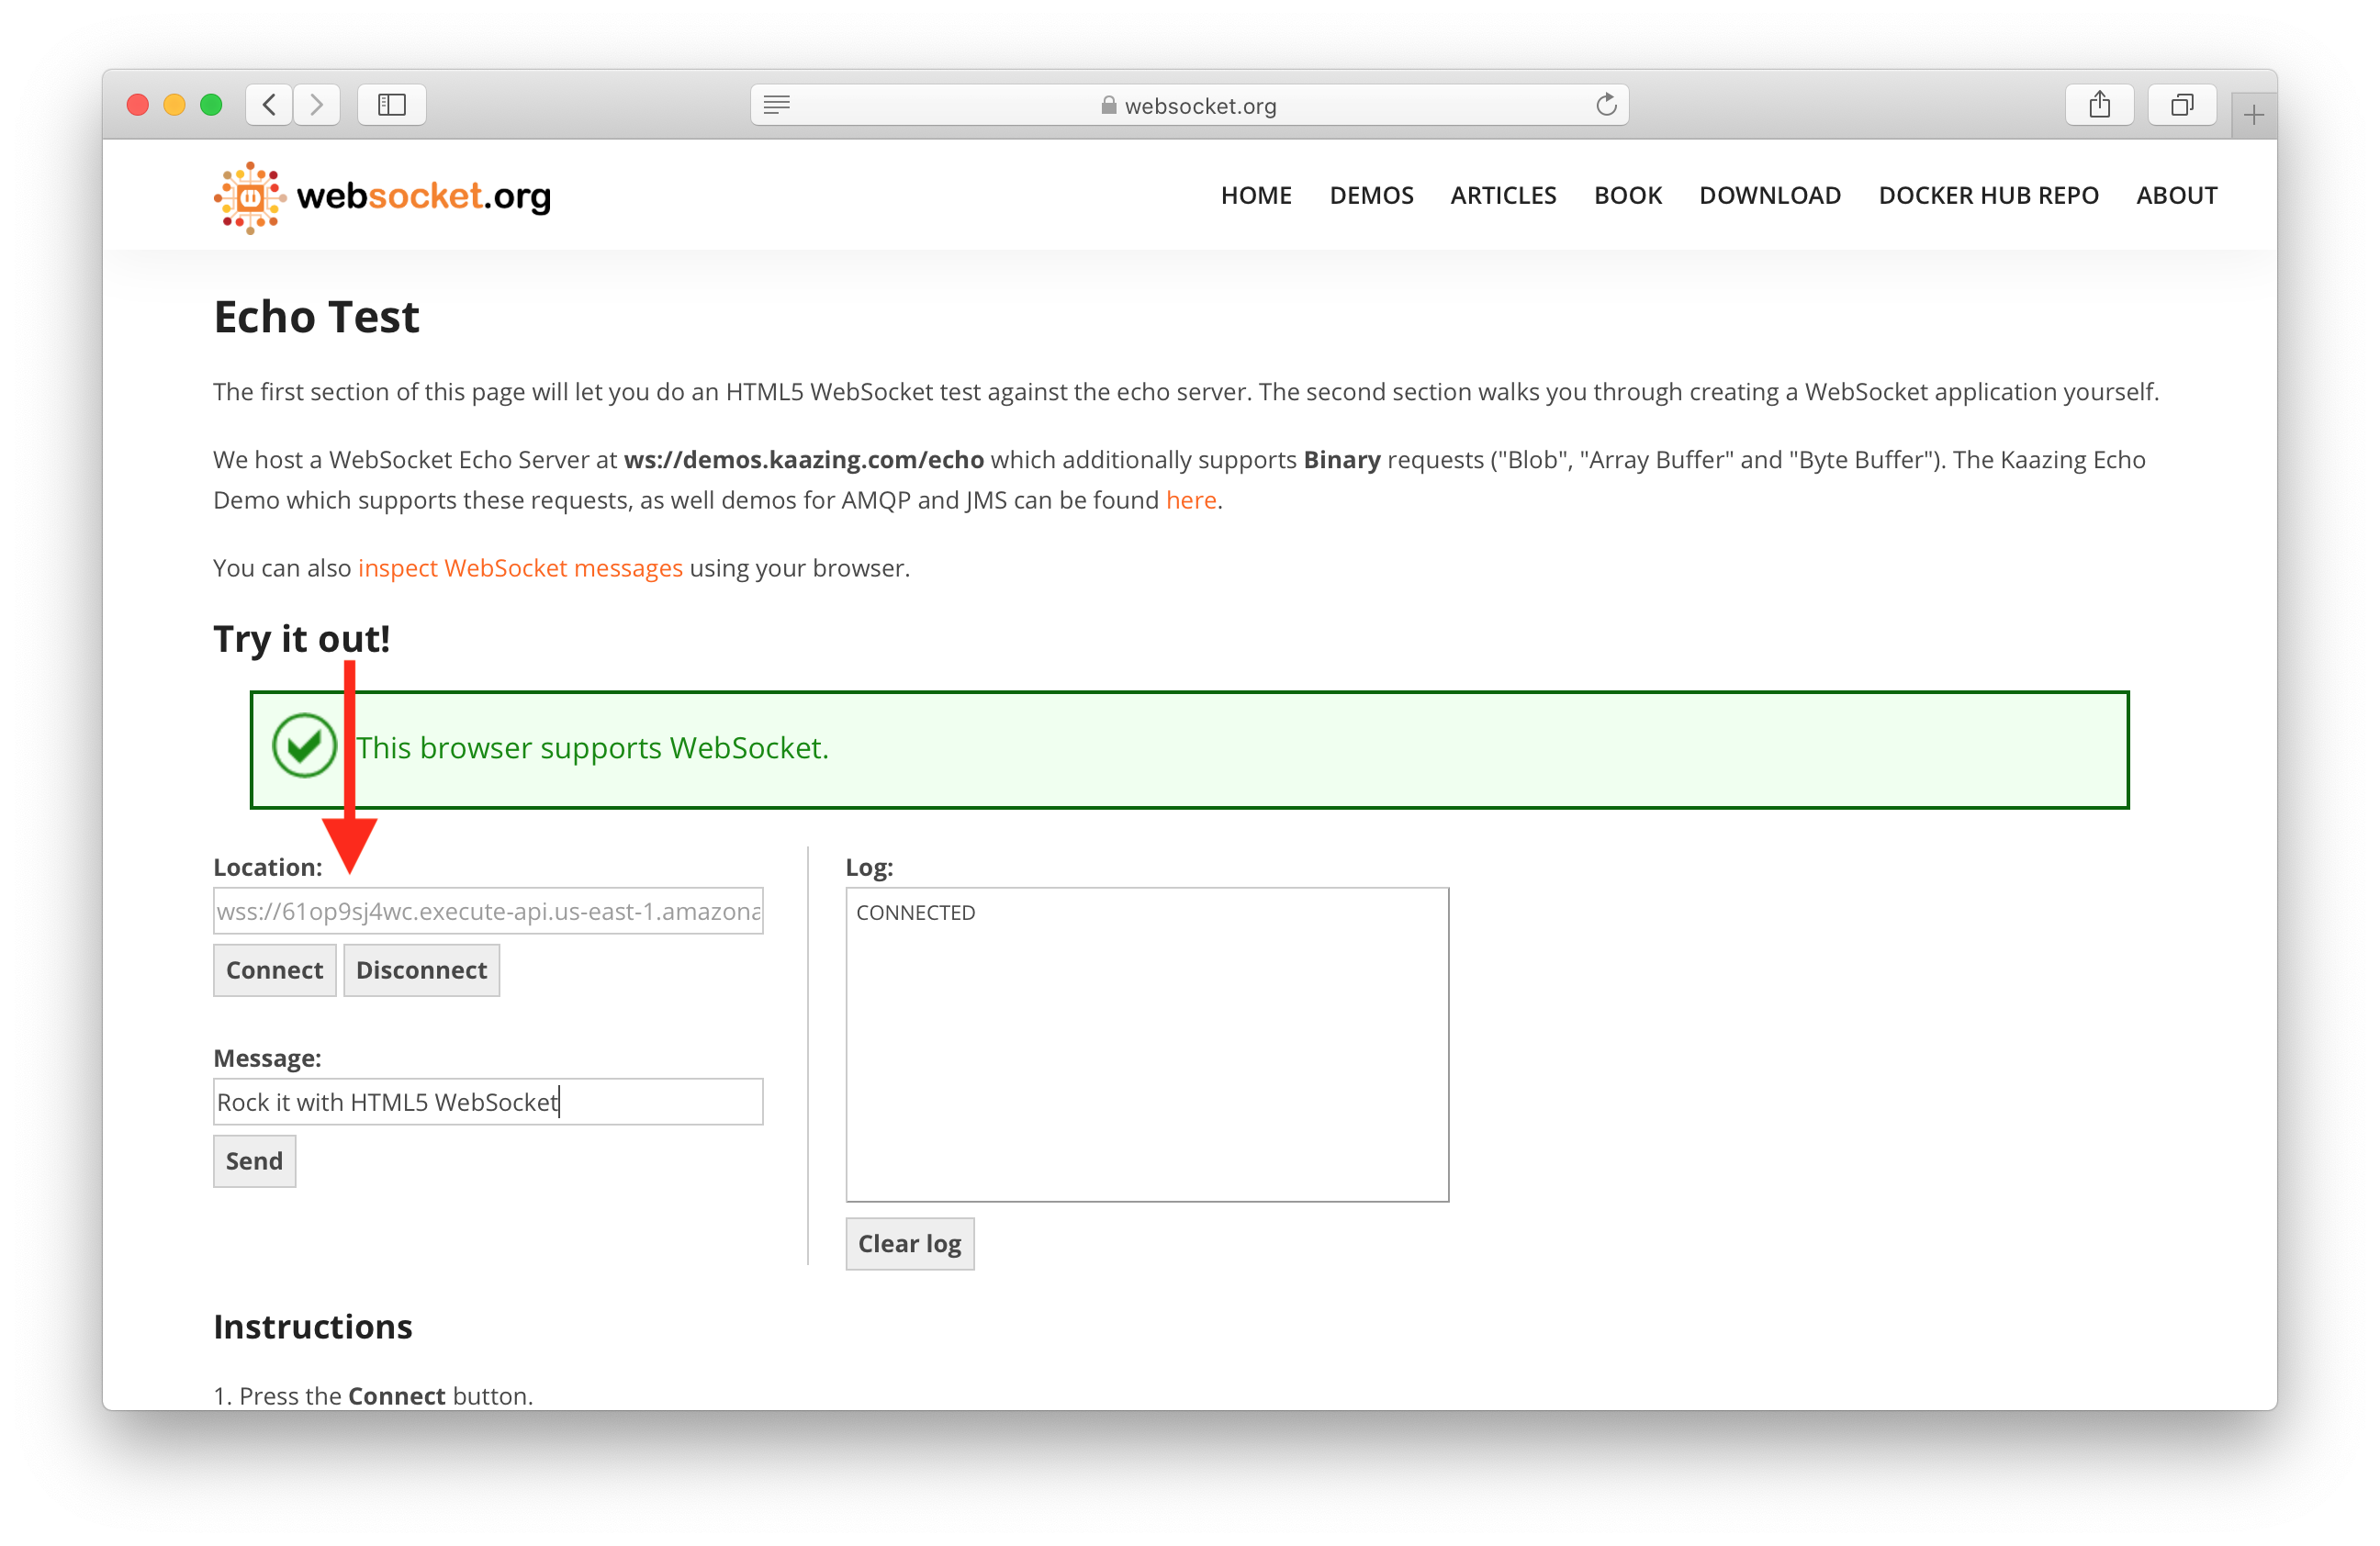 websocket.org
websocket.org
HOME DEMOS ARTICLES BOOK DOWNLOAD DOCKER HUB REPO ABOUT
Echo Test
The first section of this page will let you do an HTML5 WebSocket test against the echo server. The second section walks you through creating a WebSocket application yourself.
We host a WebSocket Echo Server at ws://demos.kaazing.com/echo which additionally supports Binary requests ("Blob", "Array Buffer" and "Byte Buffer"). The Kaazing Echo
Demo which supports these requests, as well demos for AMQP and JMS can be found here.
You can also inspect WebSocket messages using your browser.
Try it out!
This browser supports WebSocket.
Location:
wss://61op9sj4wc.execute-api.us-east-1.amazona
Connect Disconnect
Message:
Rock it with HTML5 WebSocket
Send
Log:
CONNECTED
Clear log
Instructions
1. Press the Connect button.